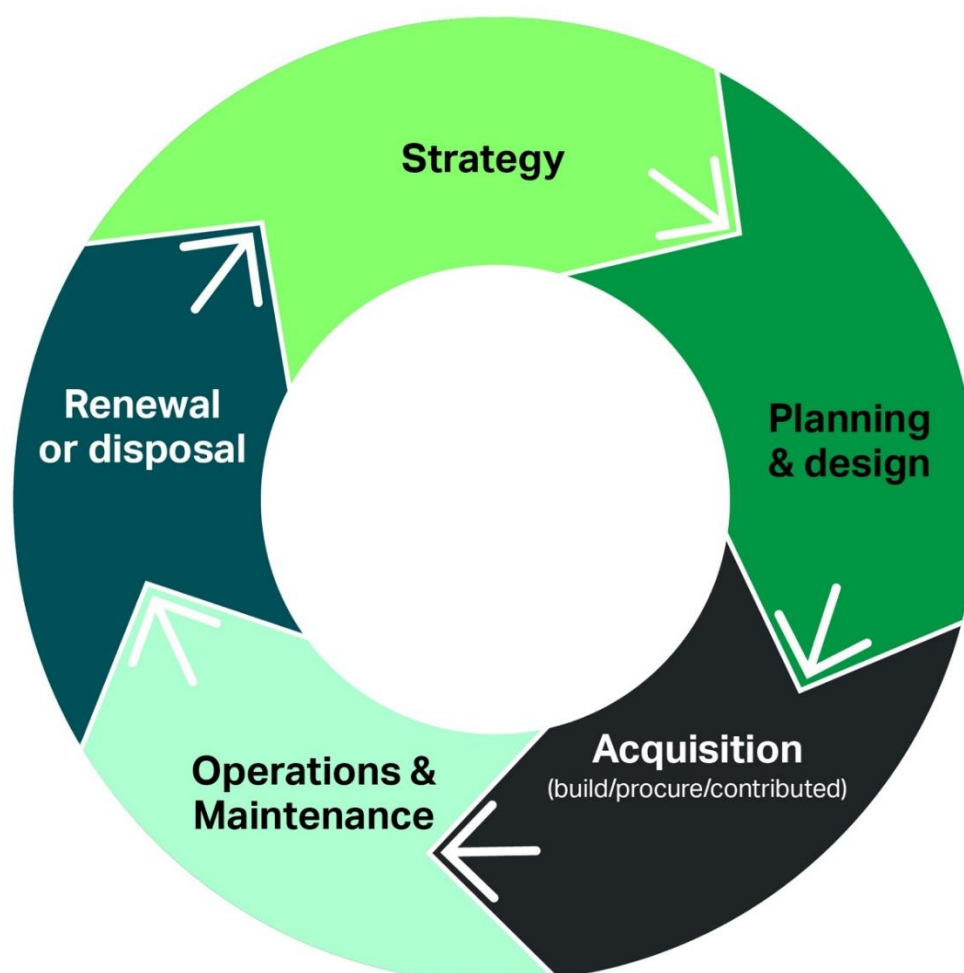 Strategy
Planning
& design
Acquisition
(build/procure/contributed)
Operations &
Maintenance
Renewal
or disposal